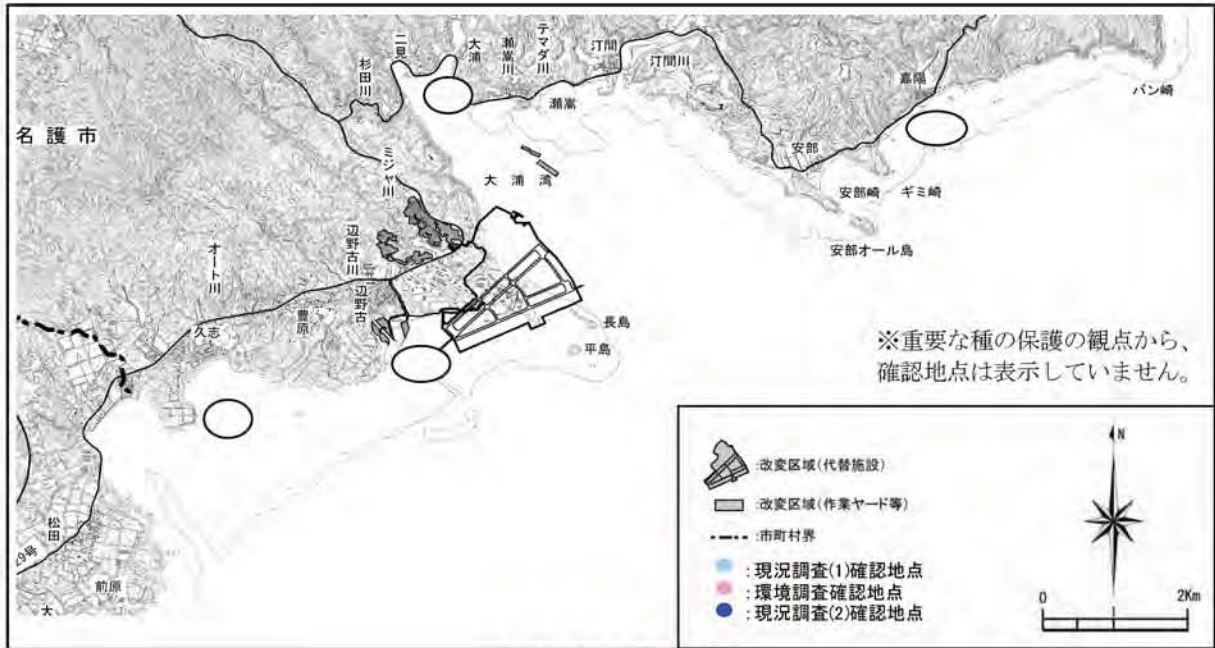 二見
大浦
瀬嵩川
テマダ川
汀間
汀間川
杉田川
瀬嵩
嘉陽
バン崎
名護市
安部
ミジャ川
大浦湾
安部崎
ギミ崎
安部オール島
オート川
辺野古川
辺野古
長島
平島
久志
豊原
※重要な種の保護の観点から、
確認地点は表示していません。
:改変区域(代替施設)
:改変区域(作業ヤード等)
:市町村界
:現況調査(1)確認地点
:環境調査確認地点
:現況調査(2)確認地点
N
0 2Km
松田
29号
前原
大